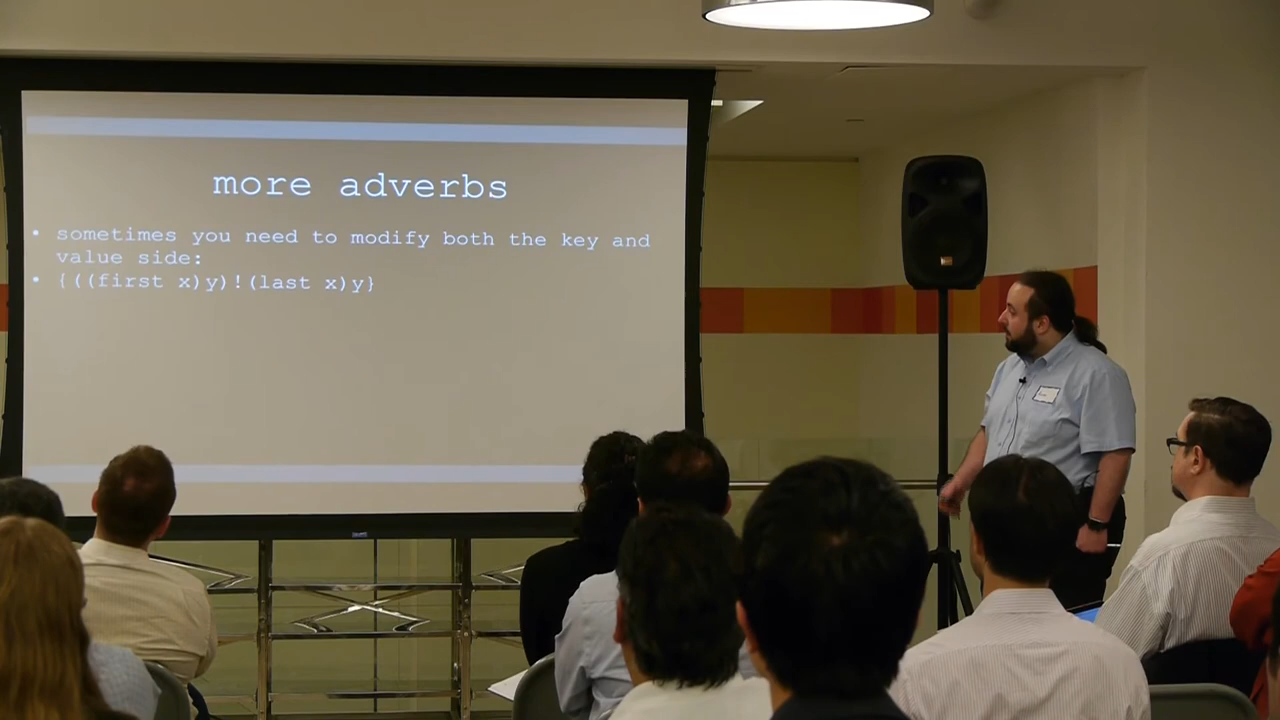 more adverbs
• sometimes you need to modify both the key and
value side:
• {((first x)y)!(last x)y}